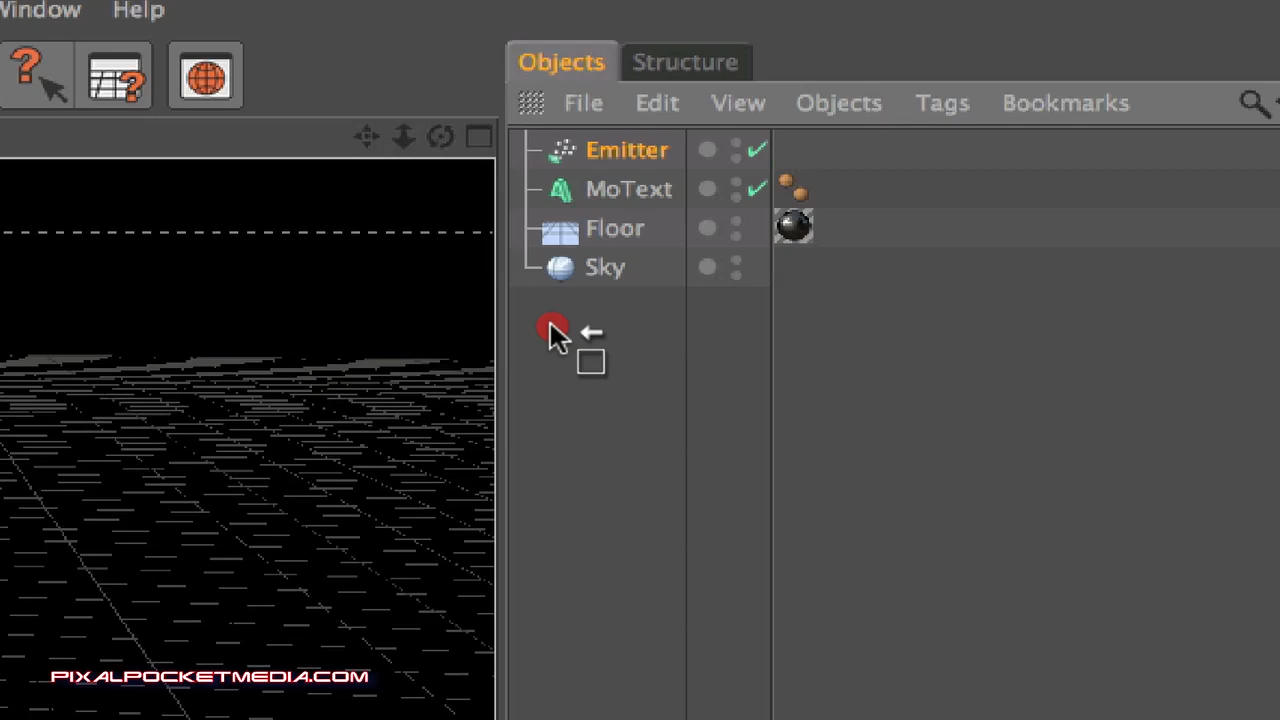 Window Help
Objects Structure
File Edit View Objects Tags Bookmarks
Emitter
MoText
Floor
Sky
PIXALPOCKETMEDIA.COM